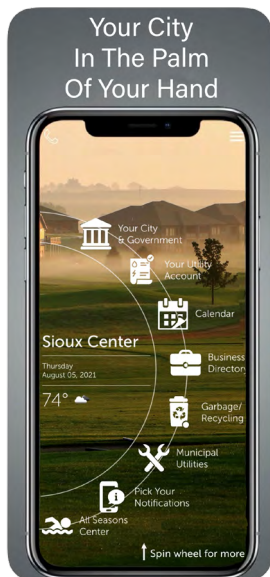 Your City
In The Palm
Of Your Hand
Your City
& Government
Your Utility
Account
Calendar
Sioux Center
Thursday
August 05, 2021
74°
Business
Directory
Garbage/
Recycling
Municipal
Utilities
Pick Your
Notifications
All Seasons
Center
Spin wheel for more